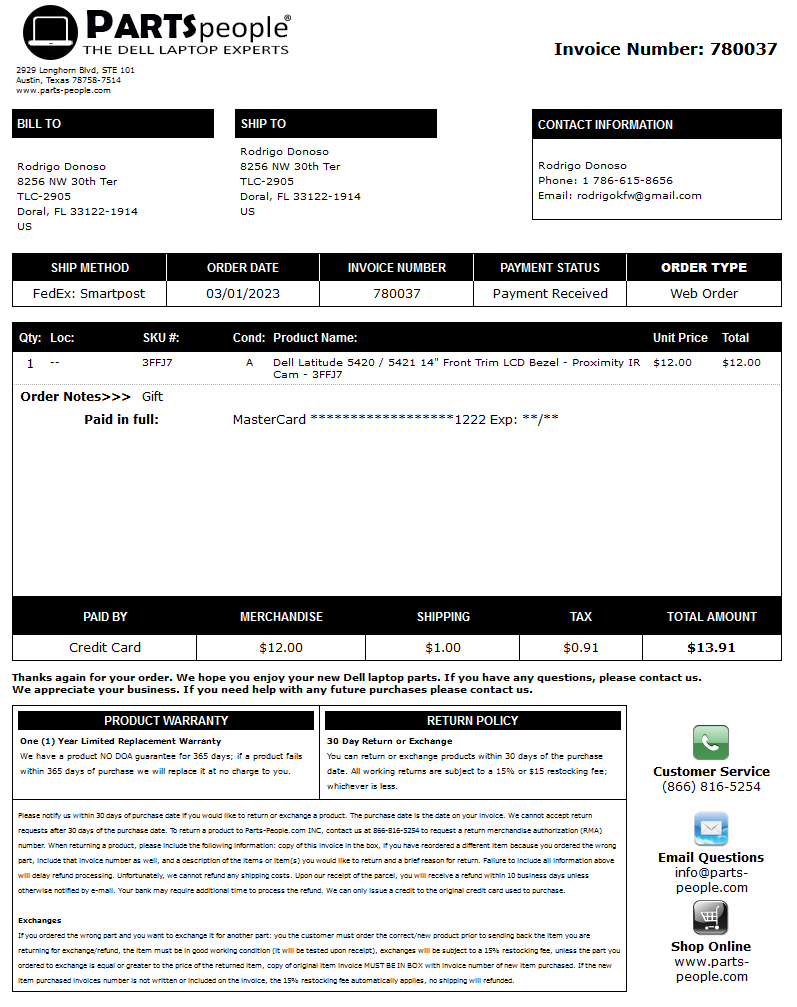 PARTSpeople®
THE DELL LAPTOP EXPERTS
2929 Longhorn Blvd, STE 101
Austin, Texas 78758-7514
www.parts-people.com
Invoice Number: 780037
BILL TO
Rodrigo Donoso
8256 NW 30th Ter
TLC-2905
Doral, FL 33122-1914
US
SHIP TO
Rodrigo Donoso
8256 NW 30th Ter
TLC-2905
Doral, FL 33122-1914
US
CONTACT INFORMATION
Rodrigo Donoso
Phone: 1 786-615-8656
Email: rodrigokfw@gmail.com
SHIP METHOD ORDER DATE INVOICE NUMBER PAYMENT STATUS ORDER TYPE
FedEx: Smartpost 03/01/2023 780037 Payment Received Web Order
Qty: Loc: SKU #: Cond: Product Name: Unit Price Total
1 -- 3FFJ7 A Dell Latitude 5420 / 5421 14" Front Trim LCD Bezel - Proximity IR $12.00 $12.00
Cam - 3FFJ7
Order Notes>>> Gift
Paid in full: MasterCard ******************1222 Exp: **/**
PAID BY MERCHANDISE SHIPPING TAX TOTAL AMOUNT
Credit Card $12.00 $1.00 $0.91 $13.91
Thanks again for your order. We hope you enjoy your new Dell laptop parts. If you have any questions, please contact us.
We appreciate your business. If you need help with any future purchases please contact us.
PRODUCT WARRANTY
One (1) Year Limited Replacement Warranty
We have a product NO DOA guarantee for 365 days; if a product fails
within 365 days of purchase we will replace it at no charge to you.
RETURN POLICY
30 Day Return or Exchange
You can return or exchange products within 30 days of the purchase
date. All working returns are subject to a 15% or $15 restocking fee;
whichever is less.
Please notify us within 30 days of purchase date if you would like to return or exchange a product. The purchase date is the date on your invoice. We cannot accept return
requests after 30 days of the purchase date. To return a product to Parts-People.com INC, contact us at 866-816-5254 to request a return merchandise authorization (RMA)
number. When returning a product, please include the following information: copy of this invoice in the box, if you have reordered a different item because you ordered the wrong
part, include that invoice number as well, and a description of the items or item(s) you would like to return and a brief reason for return. Failure to include all information above
will delay refund processing. Unfortunately, we cannot refund any shipping costs. Upon our receipt of the parcel, you will receive a refund within 10 business days unless
otherwise notified by e-mail. Your bank may require additional time to process the refund. We can only issue a credit to the original credit card used to purchase.
Exchanges
If you ordered the wrong part and you want to exchange it for another part: you the customer must order the correct/new product prior to sending back the item you are
returning for exchange/refund, the item must be in good working condition (it will be tested upon receipt), exchanges will be subject to a 15% restocking fee, unless the part you
ordered to exchange is equal or greater to the price of the returned item, copy of original item invoice MUST BE IN BOX with invoice number of new item purchased. If the new
item purchased invoices number is not written or included on the invoice, the 15% restocking fee automatically applies, no shipping will refunded.
Customer Service
(866) 816-5254
Email Questions
info@parts-
people.com
Shop Online
www.parts-
people.com